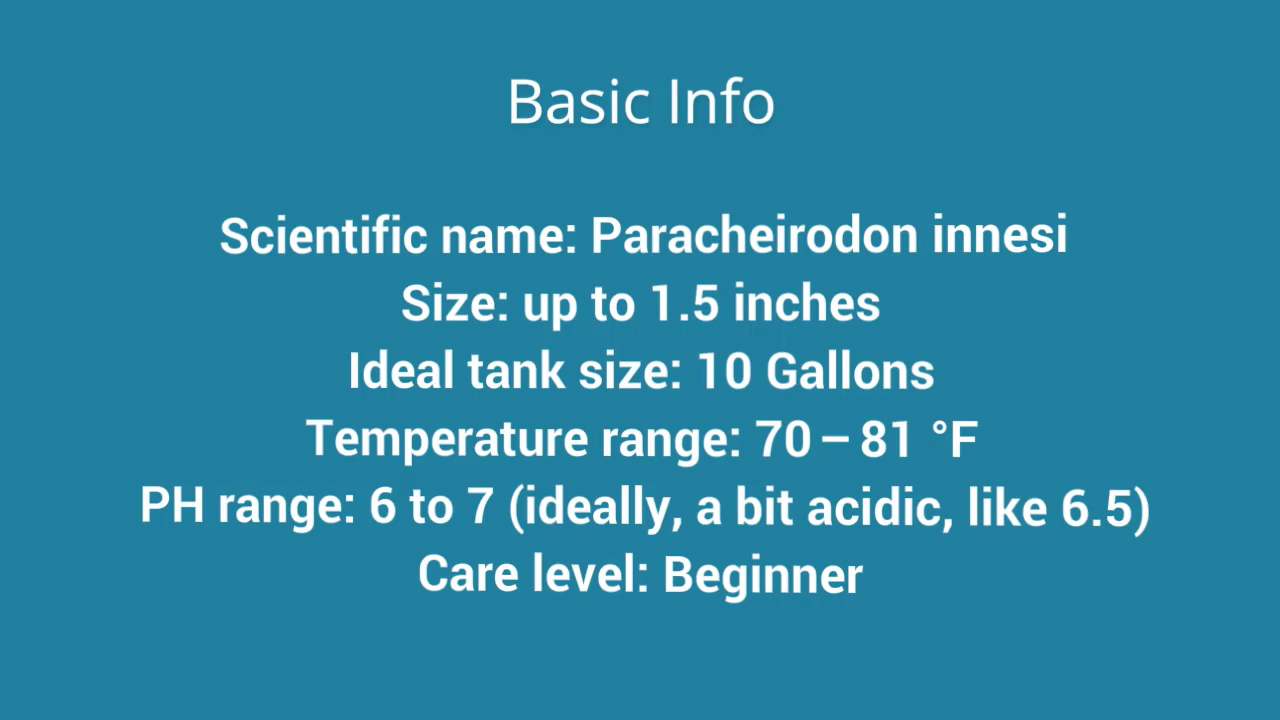 Basic Info
Scientific name: Paracheirodon innesi
Size: up to 1.5 inches
Ideal tank size: 10 Gallons
Temperature range: 70 – 81 °F
PH range: 6 to 7 (ideally, a bit acidic, like 6.5)
Care level: Beginner